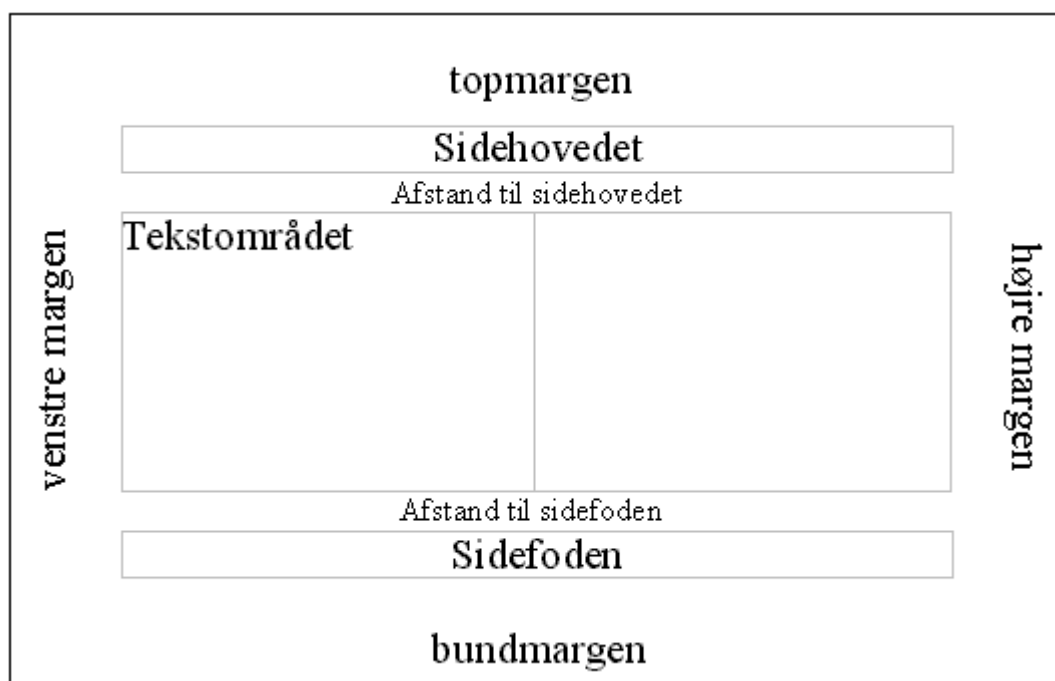 topmargen
Sidehovedet
Afstand til sidehovedet
Tekstområdet
venstre margen
højre margen
Afstand til sidefoden
Sidefoden
bundmargen